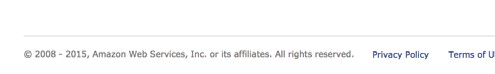 © 2008 - 2015, Amazon Web Services, Inc. or its affiliates. All rights reserved. Privacy Policy Terms of U